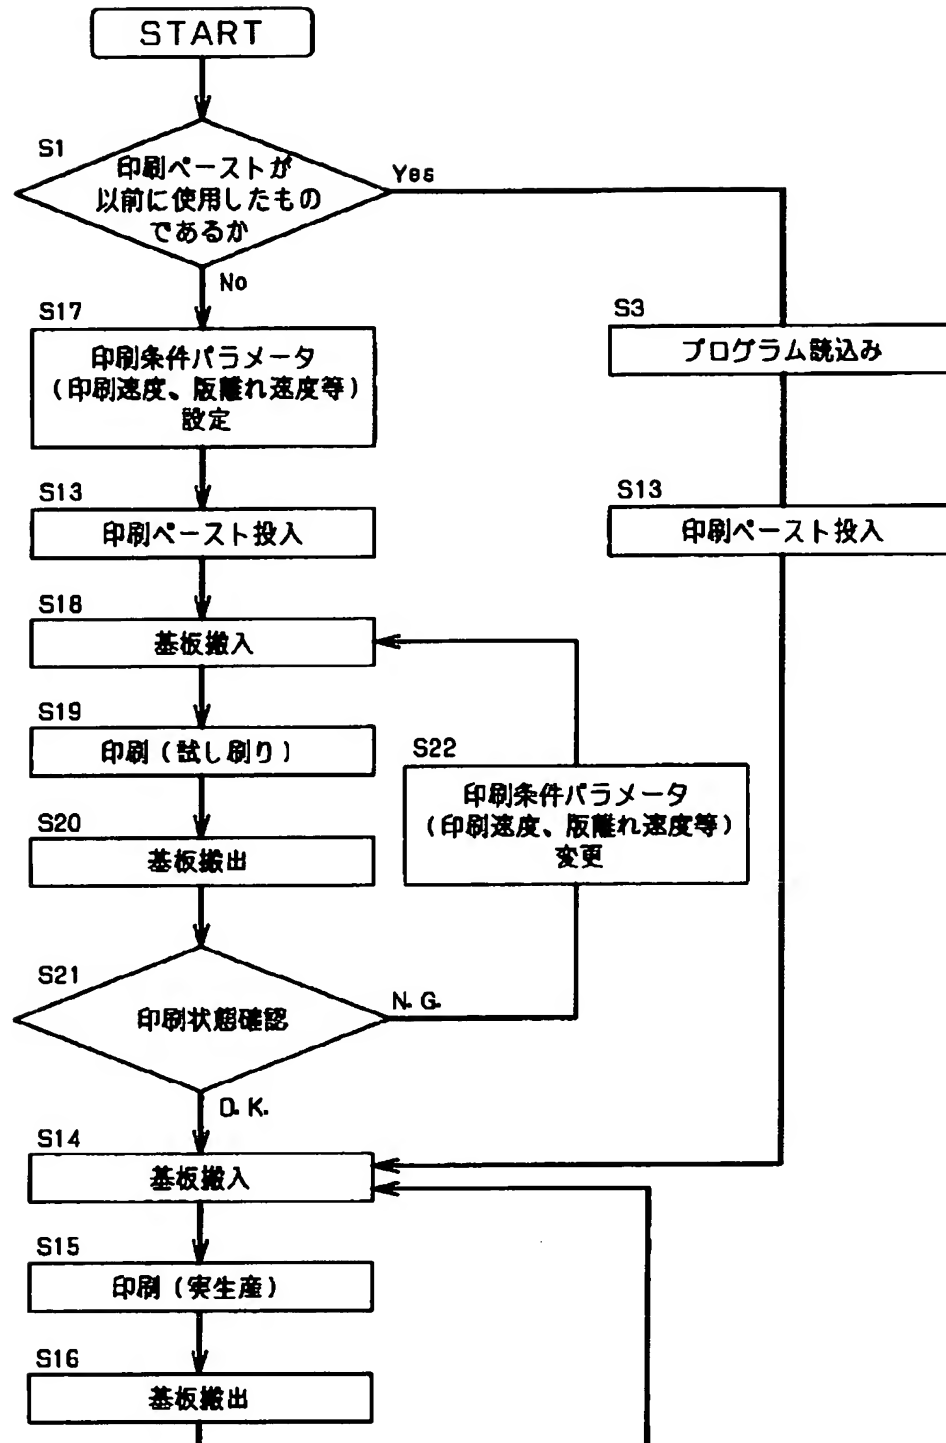 START
S1
印刷ペーストが
以前に使用したもの
であるか
Yes
No
S17
印刷条件パラメータ
(印刷速度、版離れ速度等)
設定
S3
プログラム読込み
S13
印刷ペースト投入
S13
印刷ペースト投入
S18
基板搬入
S19
印刷(試し刷り)
S22
印刷条件パラメータ
(印刷速度、版離れ速度等)
変更
S20
基板搬出
S21
印刷状態確認
N.G.
O.K.
S14
基板搬入
S15
印刷(実生産)
S16
基板搬出